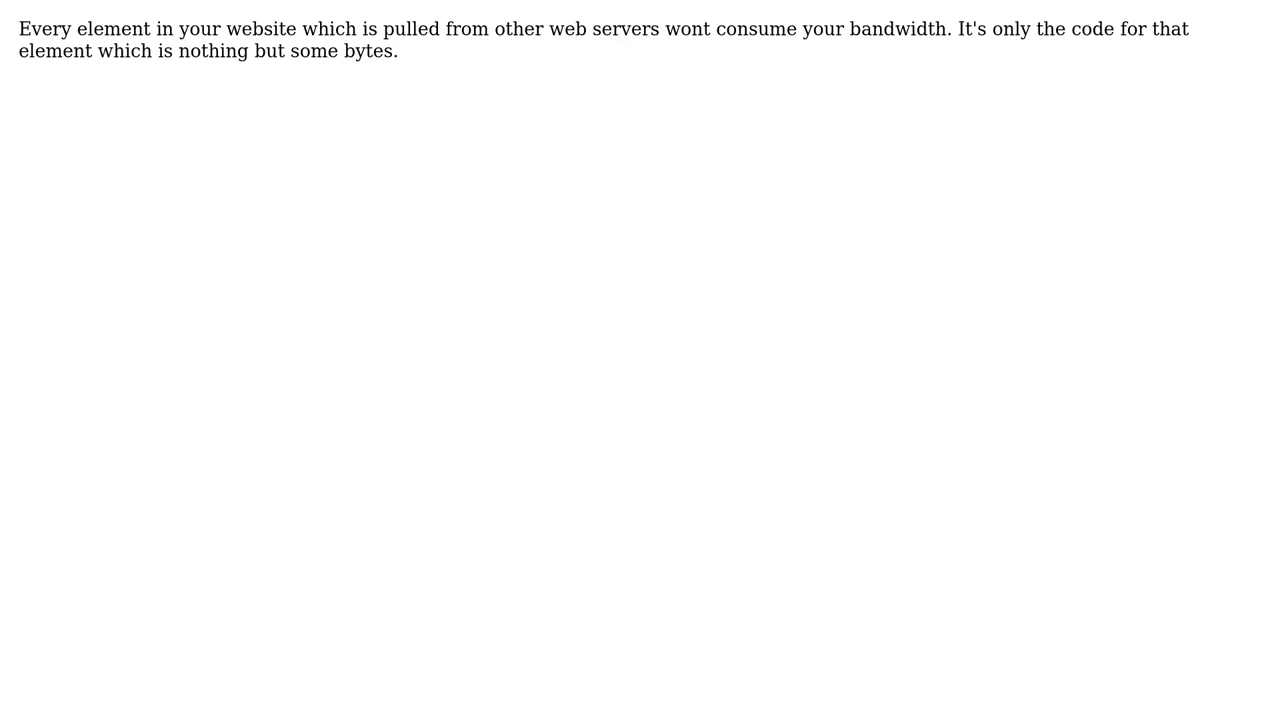 Every element in your website which is pulled from other web servers wont consume your bandwidth. It's only the code for that
element which is nothing but some bytes.